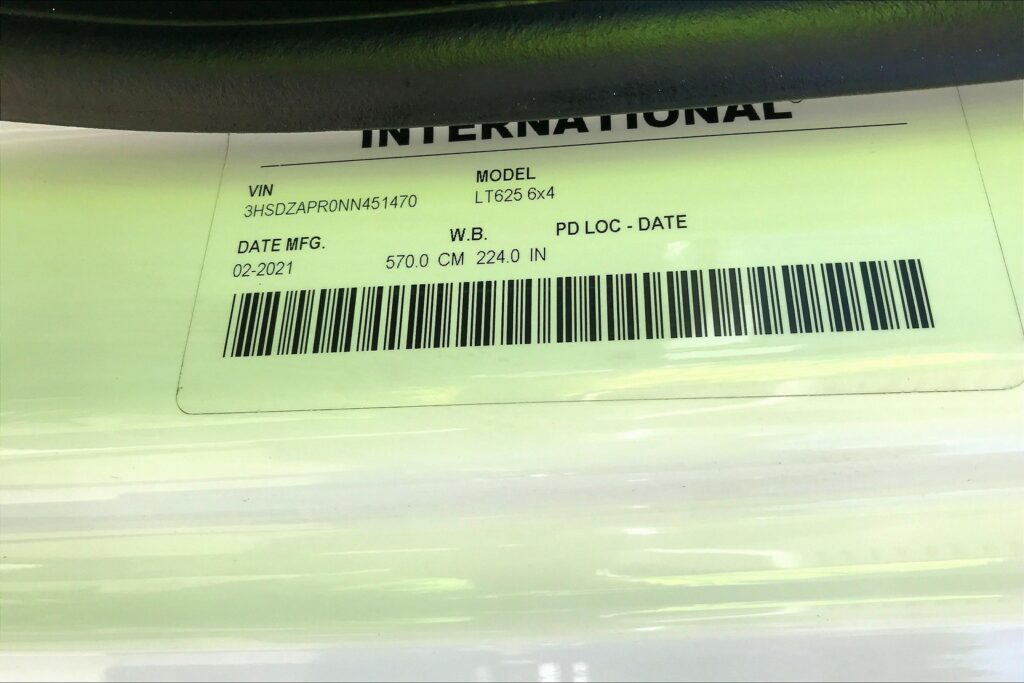 INTERNATIONAL
VIN MODEL
3HSDZAPR0NN451470 LT625 6x4
DATE MFG. W.B. PD LOC - DATE
02-2021 570.0 CM 224.0 IN